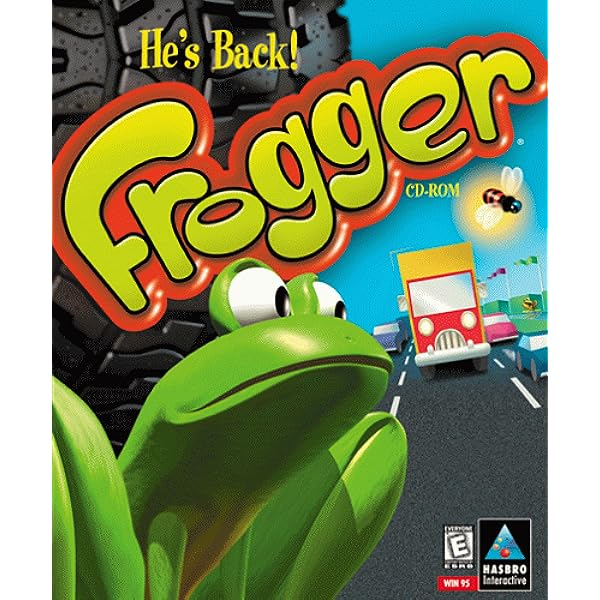 He's Back!
Frogger®
CD-ROM
EVERYONE
E
ESRB
WIN 95
HASBRO
Interactive